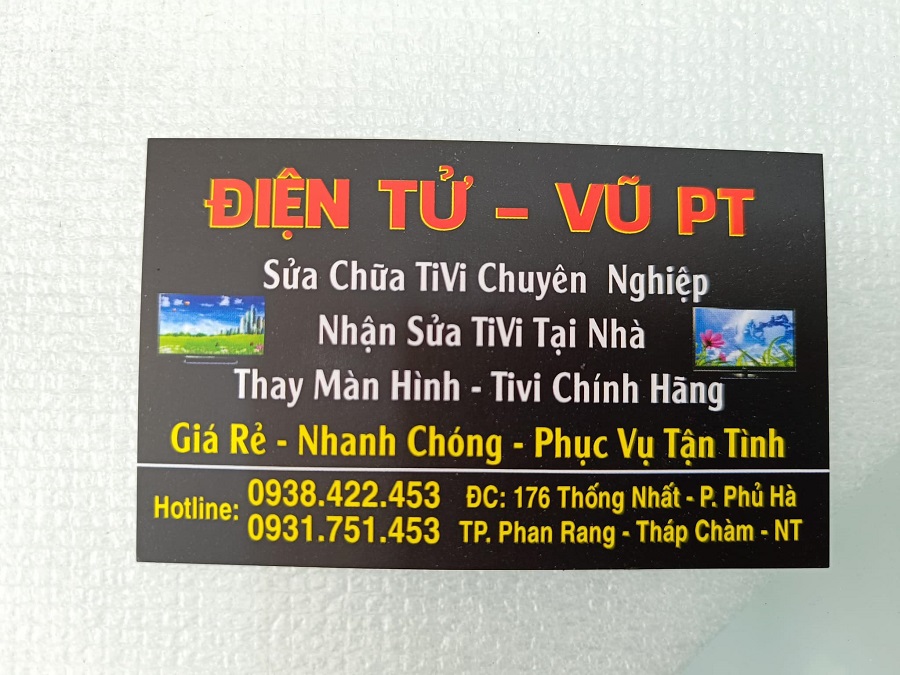 ĐIỆN TỬ - VŨ PT
Sửa Chữa TiVi Chuyên Nghiệp
Nhận Sửa TiVi Tại Nhà
Thay Màn Hình - Tivi Chính Hãng
Giá Rẻ - Nhanh Chóng - Phục Vụ Tận Tình
Hotline: 0938.422.453
0931.751.453
ĐC: 176 Thống Nhất - P. Phủ Hà
TP. Phan Rang - Tháp Chàm - NT